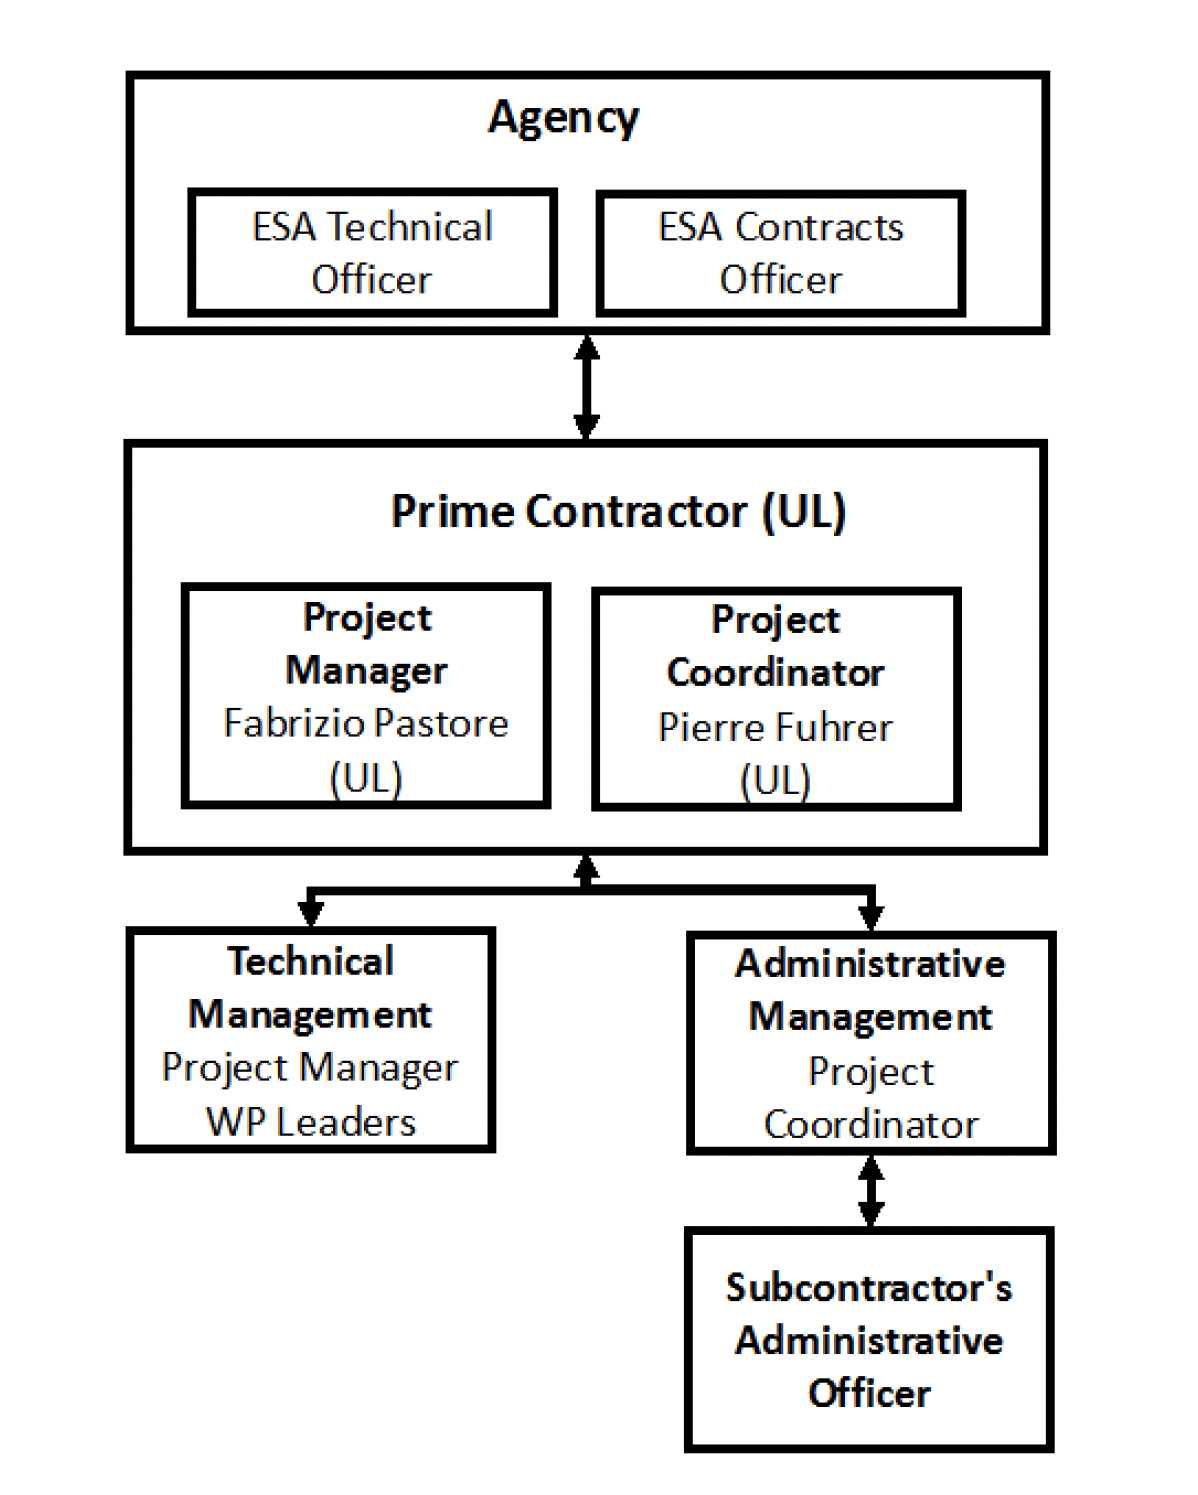 Agency
ESA Technical
Officer
ESA Contracts
Officer
Prime Contractor (UL)
Project
Manager
Fabrizio Pastore
(UL)
Project
Coordinator
Pierre Fuhrer
(UL)
Technical
Management
Project Manager
WP Leaders
Administrative
Management
Project
Coordinator
Subcontractor's
Administrative
Officer